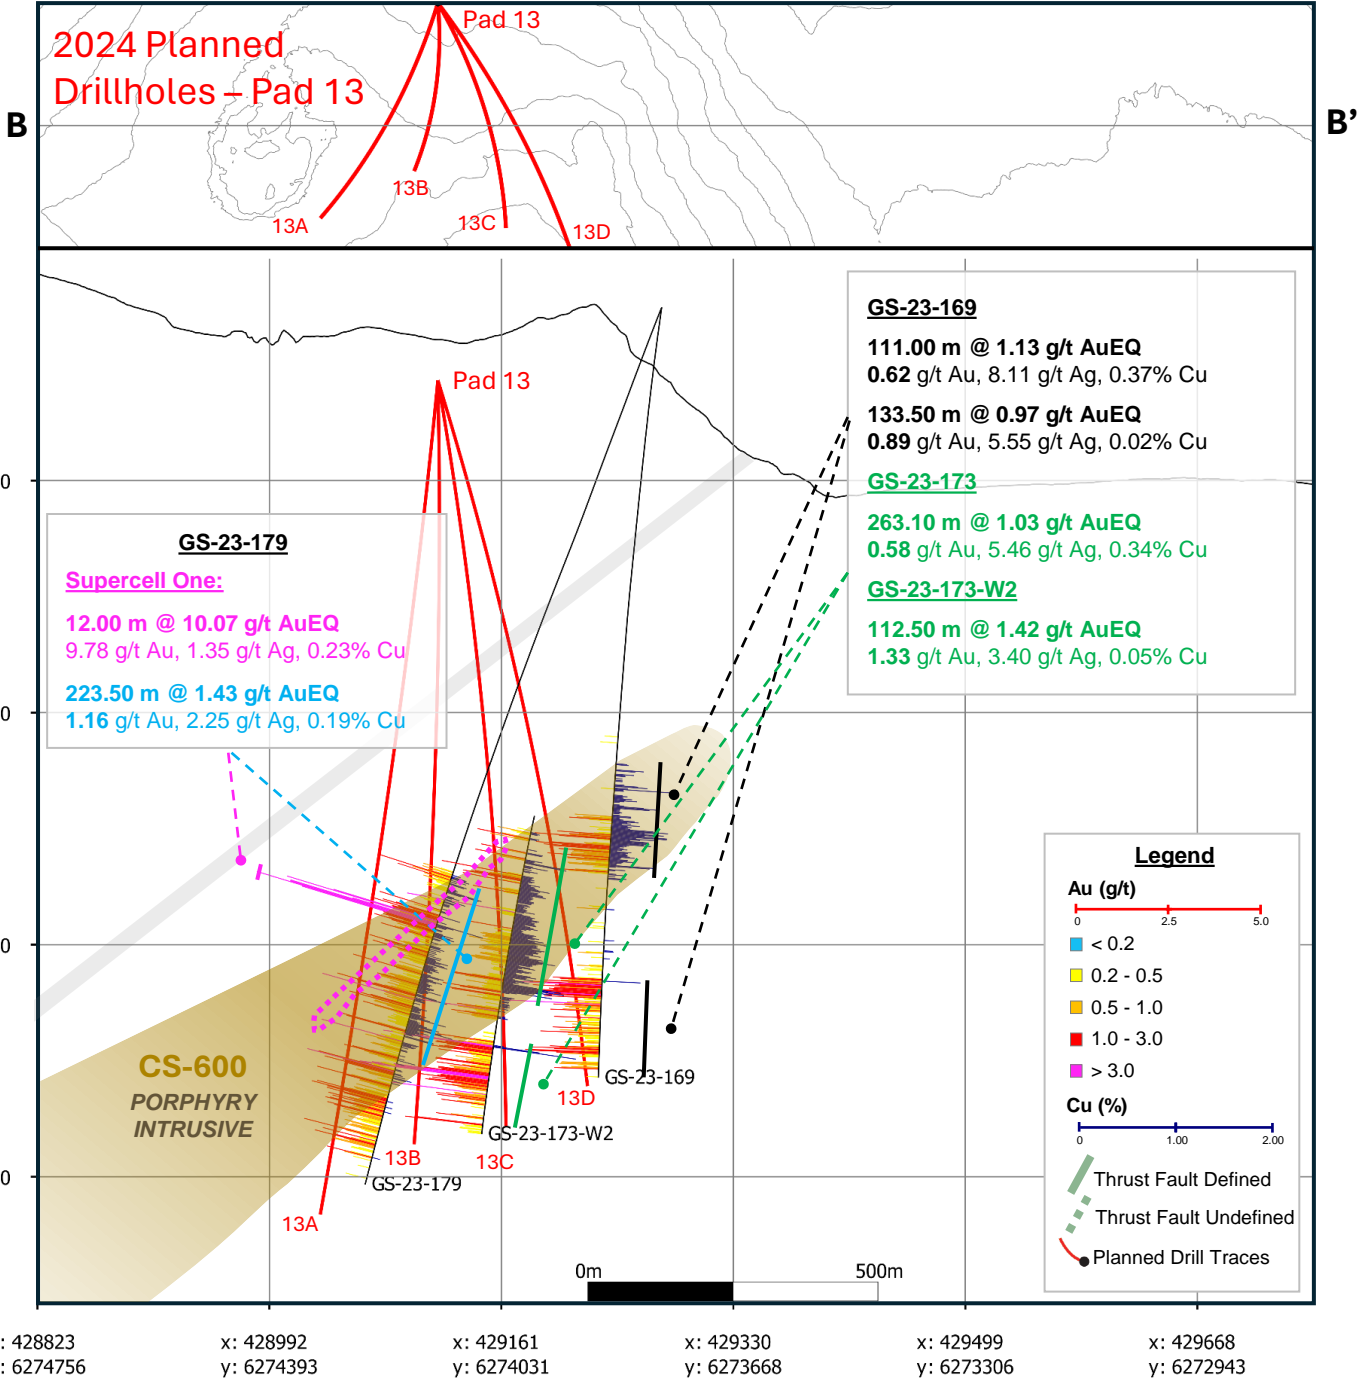 2024 Planned
Drillholes – Pad 13
Pad 13
B
B’
13A
13B
13C
13D
Pad 13
GS-23-169
111.00 m @ 1.13 g/t AuEQ
0.62 g/t Au, 8.11 g/t Ag, 0.37% Cu
133.50 m @ 0.97 g/t AuEQ
0.89 g/t Au, 5.55 g/t Ag, 0.02% Cu
GS-23-173
263.10 m @ 1.03 g/t AuEQ
0.58 g/t Au, 5.46 g/t Ag, 0.34% Cu
GS-23-173-W2
112.50 m @ 1.42 g/t AuEQ
1.33 g/t Au, 3.40 g/t Ag, 0.05% Cu
GS-23-179
Supercell One:
12.00 m @ 10.07 g/t AuEQ
9.78 g/t Au, 1.35 g/t Ag, 0.23% Cu
223.50 m @ 1.43 g/t AuEQ
1.16 g/t Au, 2.25 g/t Ag, 0.19% Cu
0
0
0
0
CS-600
PORPHYRY
INTRUSIVE
GS-23-169
13D
GS-23-173-W2
13B
13C
GS-23-179
13A
Legend
Au (g/t)
0 2.5 5.0
< 0.2
0.2 - 0.5
0.5 - 1.0
1.0 - 3.0
> 3.0
Cu (%)
0 1.00 2.00
Thrust Fault Defined
Thrust Fault Undefined
Planned Drill Traces
0m 500m
: 428823 x: 428992 x: 429161 x: 429330 x: 429499 x: 429668
: 6274756 y: 6274393 y: 6274031 y: 6273668 y: 6273306 y: 6272943